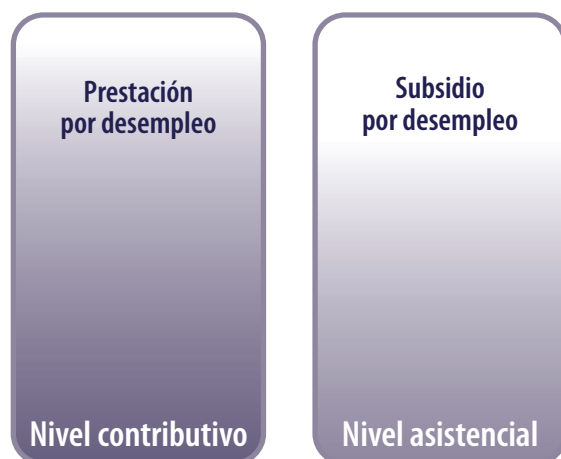 Prestación
por desempleo
Nivel contributivo
Subsidio
por desempleo
Nivel asistencial